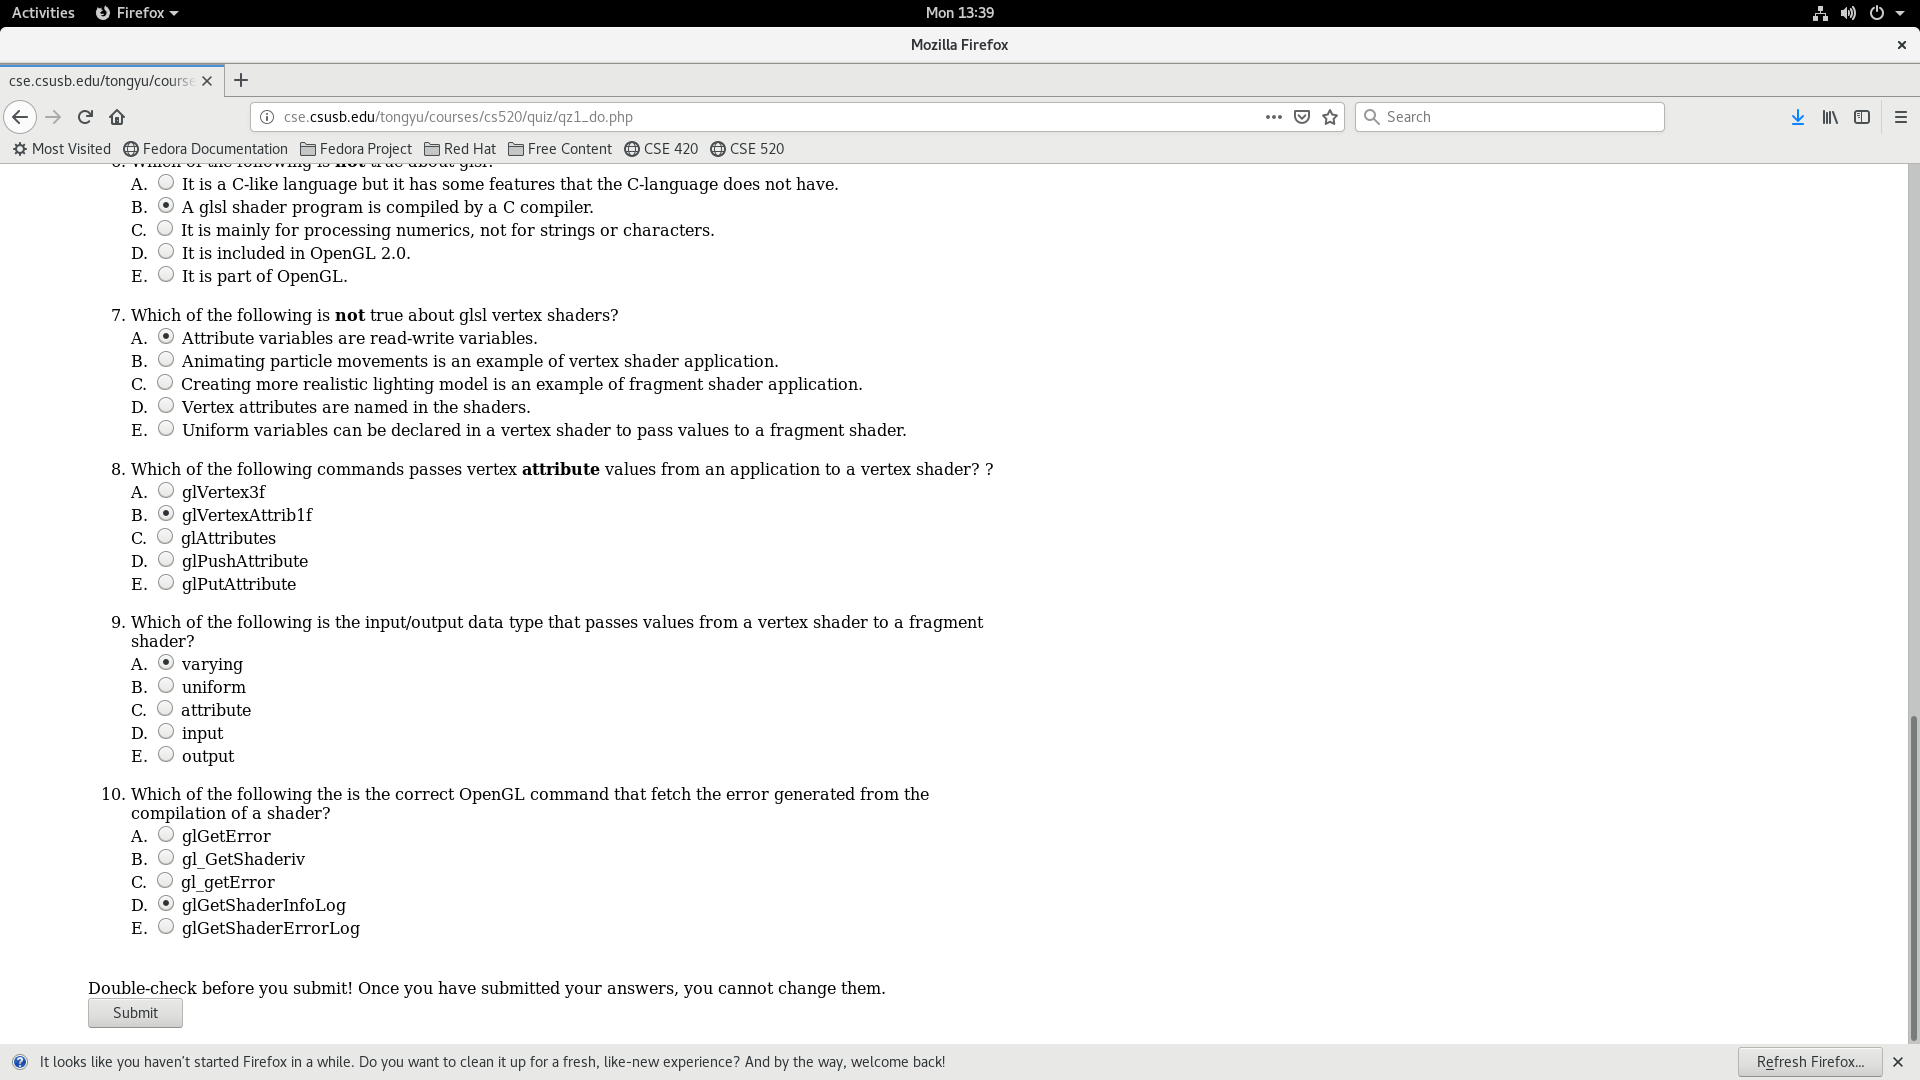 Activities Firefox Mon 13:39
Mozilla Firefox
cse.csusb.edu/tongyu/course
cse.csusb.edu/tongyu/courses/cs520/quiz/qz1_do.php Search
Most Visited Fedora Documentation Fedora Project Red Hat Free Content CSE 420 CSE 520
6. Which of the following is not true about glsl?
A. It is a C-like language but it has some features that the C-language does not have.
B. A glsl shader program is compiled by a C compiler.
C. It is mainly for processing numerics, not for strings or characters.
D. It is included in OpenGL 2.0.
E. It is part of OpenGL.
7. Which of the following is not true about glsl vertex shaders?
A. Attribute variables are read-write variables.
B. Animating particle movements is an example of vertex shader application.
C. Creating more realistic lighting model is an example of fragment shader application.
D. Vertex attributes are named in the shaders.
E. Uniform variables can be declared in a vertex shader to pass values to a fragment shader.
8. Which of the following commands passes vertex attribute values from an application to a vertex shader? ?
A. glVertex3f
B. glVertexAttrib1f
C. glAttributes
D. glPushAttribute
E. glPutAttribute
9. Which of the following is the input/output data type that passes values from a vertex shader to a fragment
shader?
A. varying
B. uniform
C. attribute
D. input
E. output
10. Which of the following the is the correct OpenGL command that fetch the error generated from the
compilation of a shader?
A. glGetError
B. gl_GetShaderiv
C. gl_getError
D. glGetShaderInfoLog
E. glGetShaderErrorLog
Double-check before you submit! Once you have submitted your answers, you cannot change them.
Submit
It looks like you haven't started Firefox in a while. Do you want to clean it up for a fresh, like-new experience? And by the way, welcome back! Refresh Firefox...